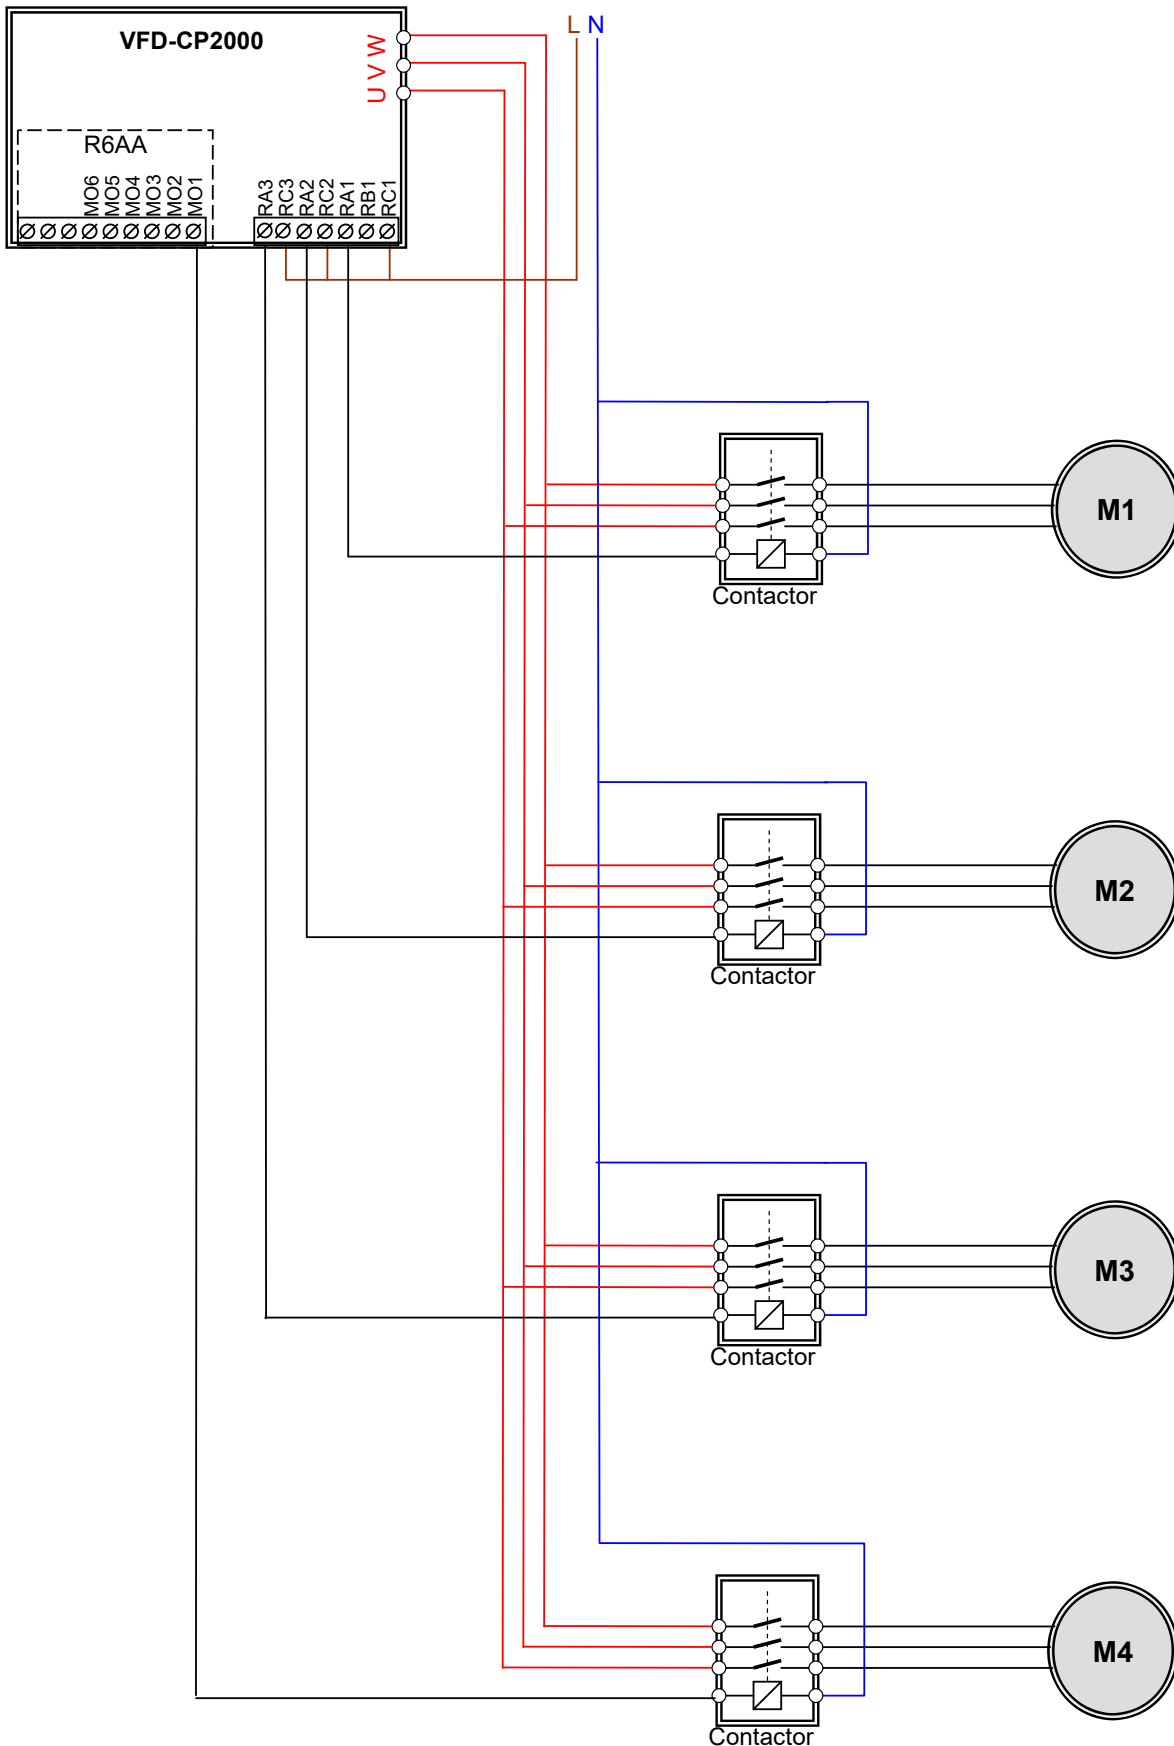 VFD-CP2000
L N
U V W
R6AA
MO6
MO5
MO4
MO3
MO2
MO1
RA3
RC3
RA2
RC2
RA1
RB1
RC1
M1
Contactor
M2
Contactor
M3
Contactor
M4
Contactor